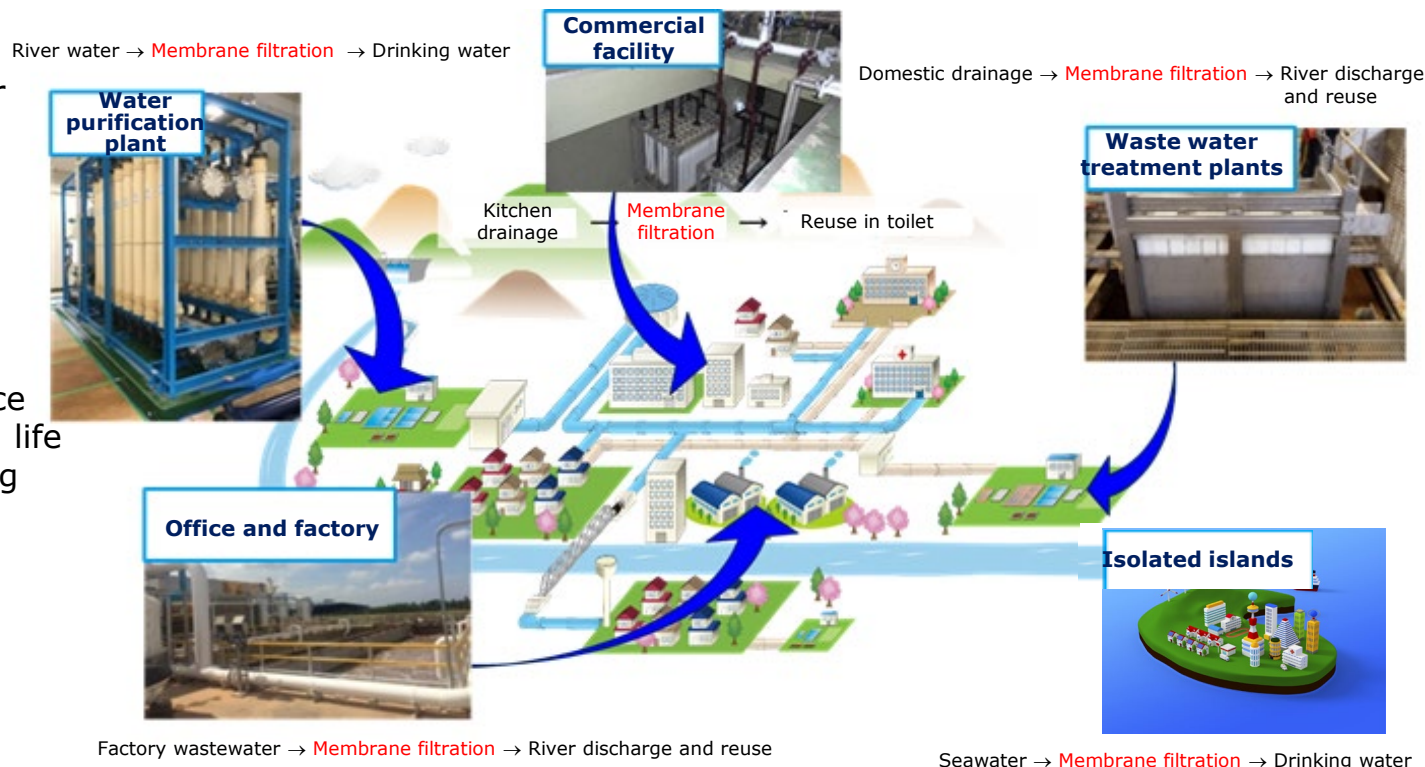 River water → Membrane filtration → Drinking water
Water
purification
plant
Commercial
facility
Domestic drainage → Membrane filtration → River discharge
and reuse
Waste water
treatment plants
Kitchen
drainage
→ Membrane
filtration
→ Reuse in toilet
life
Office and factory
Isolated islands
Factory wastewater → Membrane filtration → River discharge and reuse
Seawater → Membrane filtration → Drinking water